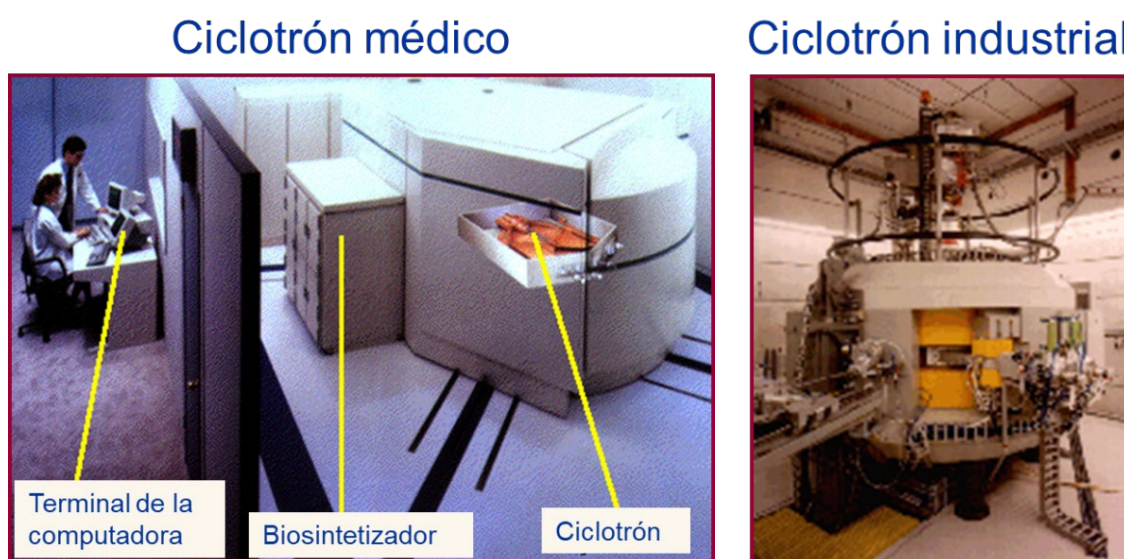 Ciclotrón médico
Ciclotrón industrial
Terminal de la
computadora
Biosintetizador
Ciclotrón